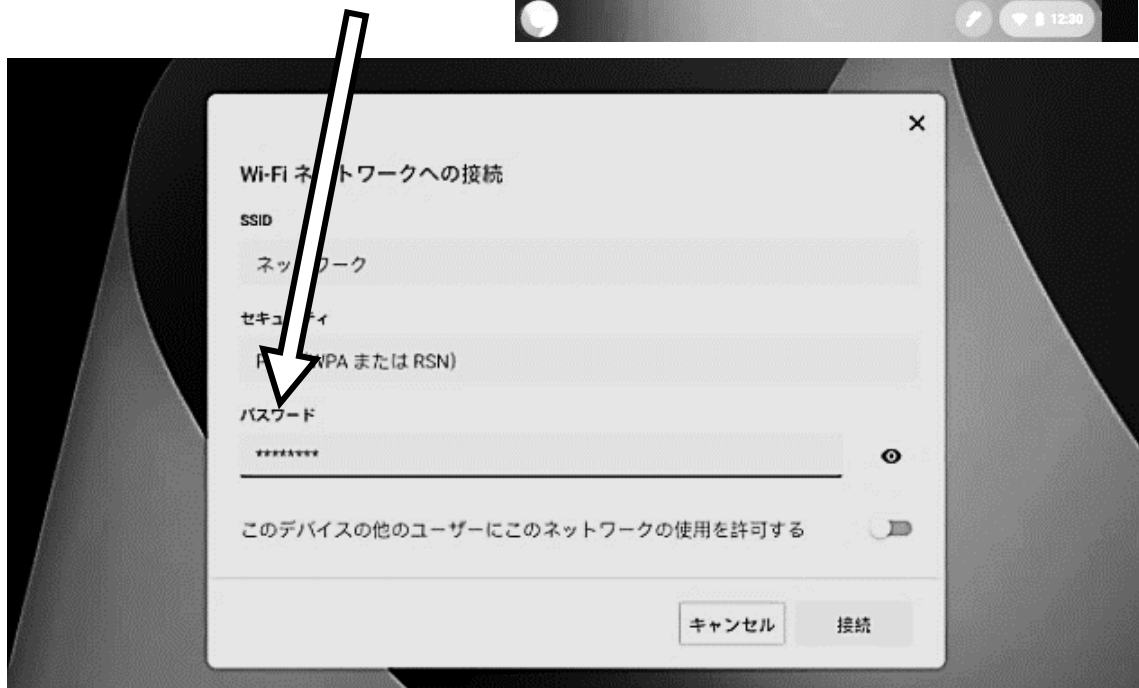 12:30
Wi-Fi ネットワークへの接続
SSID
ネットワーク
セキュリティ
WPA または RSN)
パスワード
********
このデバイスの他のユーザーにこのネットワークの使用を許可する
キャンセル
接続